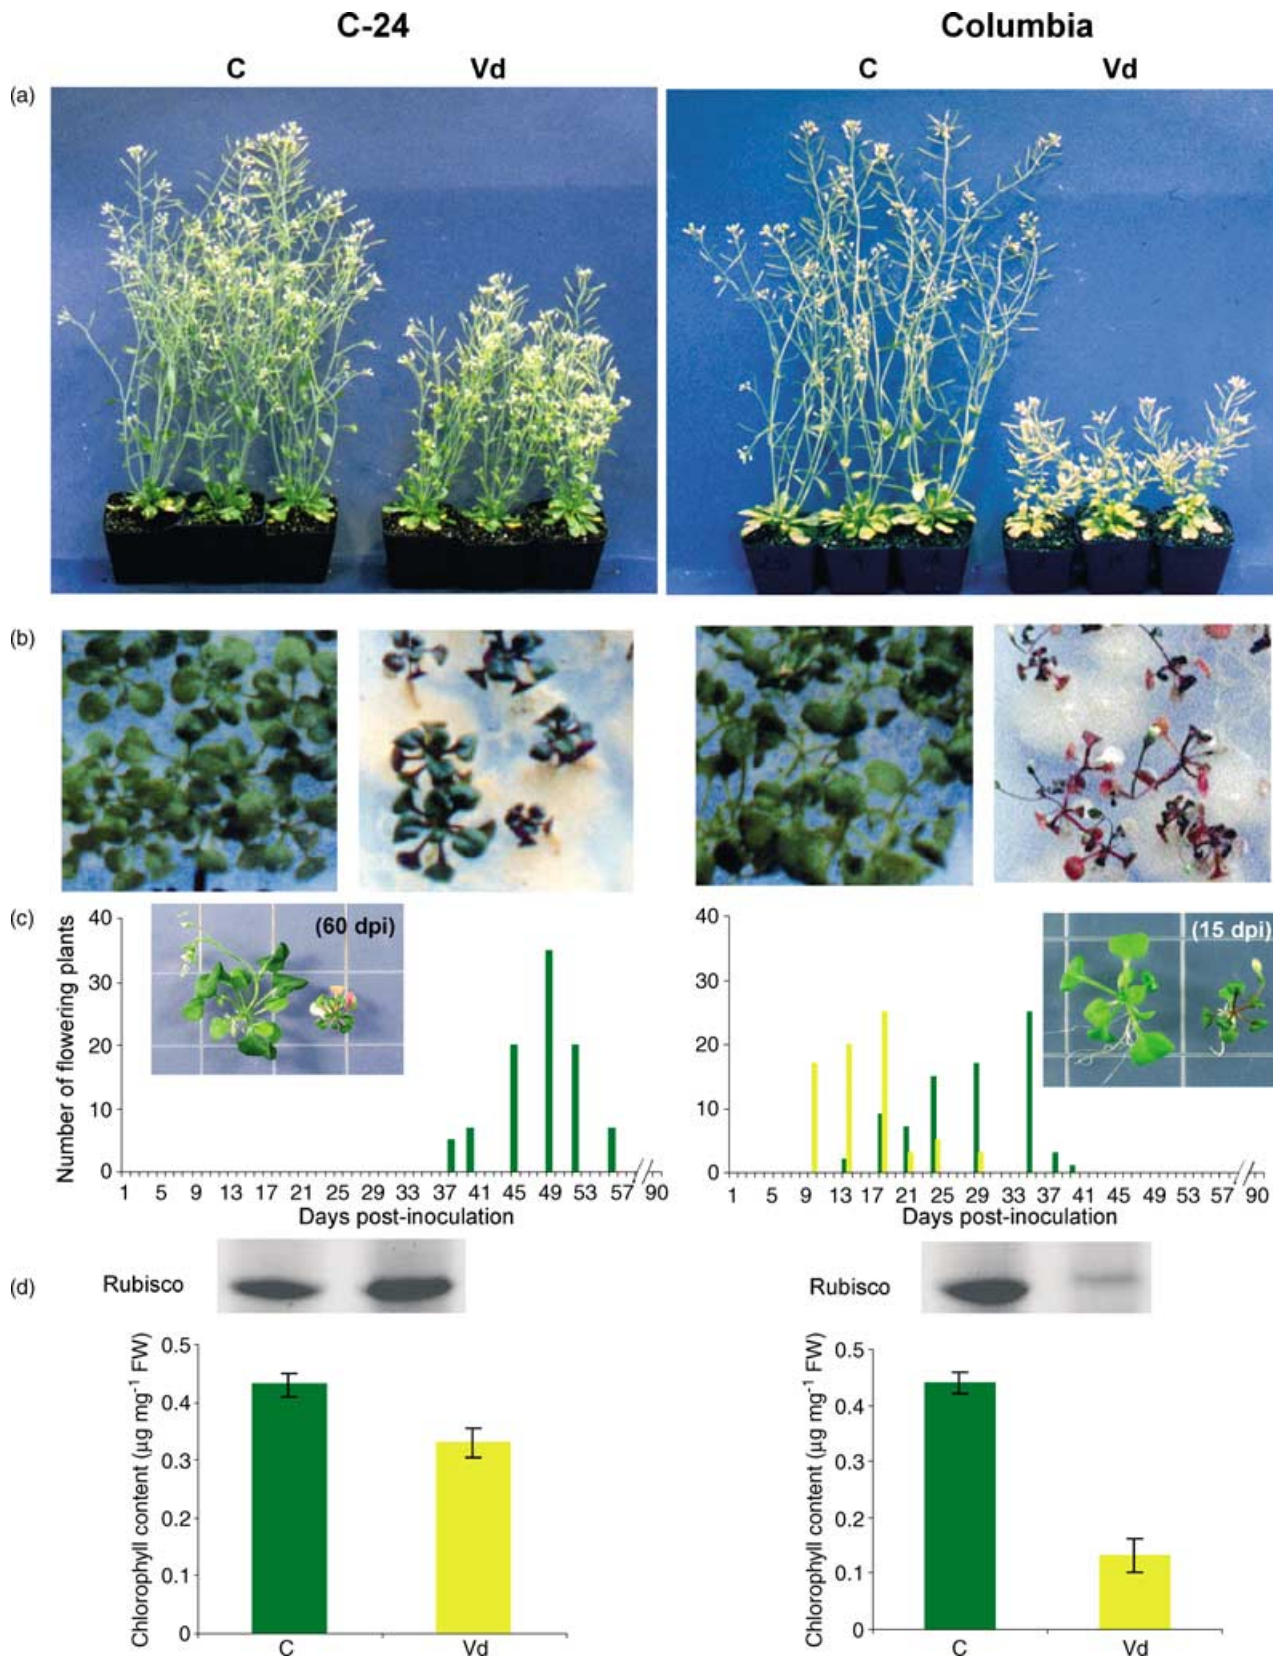 C-24
Columbia
C
Vd
C
Vd
(a)
(b)
(c)
Number of flowering plants
40
30
20
10
0
(60 dpi)
1 5 9 13 17 21 25 29 33 37 41 45 49 53 57 90
Days post-inoculation
40
30
20
10
0
(15 dpi)
1 5 9 13 17 21 25 29 33 37 41 45 49 53 57 90
Days post-inoculation
(d)
Rubisco
Rubisco
Chlorophyll content (µg mg⁻¹ FW)
0.5
0.4
0.3
0.2
0.1
0
C
Vd
Chlorophyll content (µg mg⁻¹ FW)
0.5
0.4
0.3
0.2
0.1
0
C
Vd